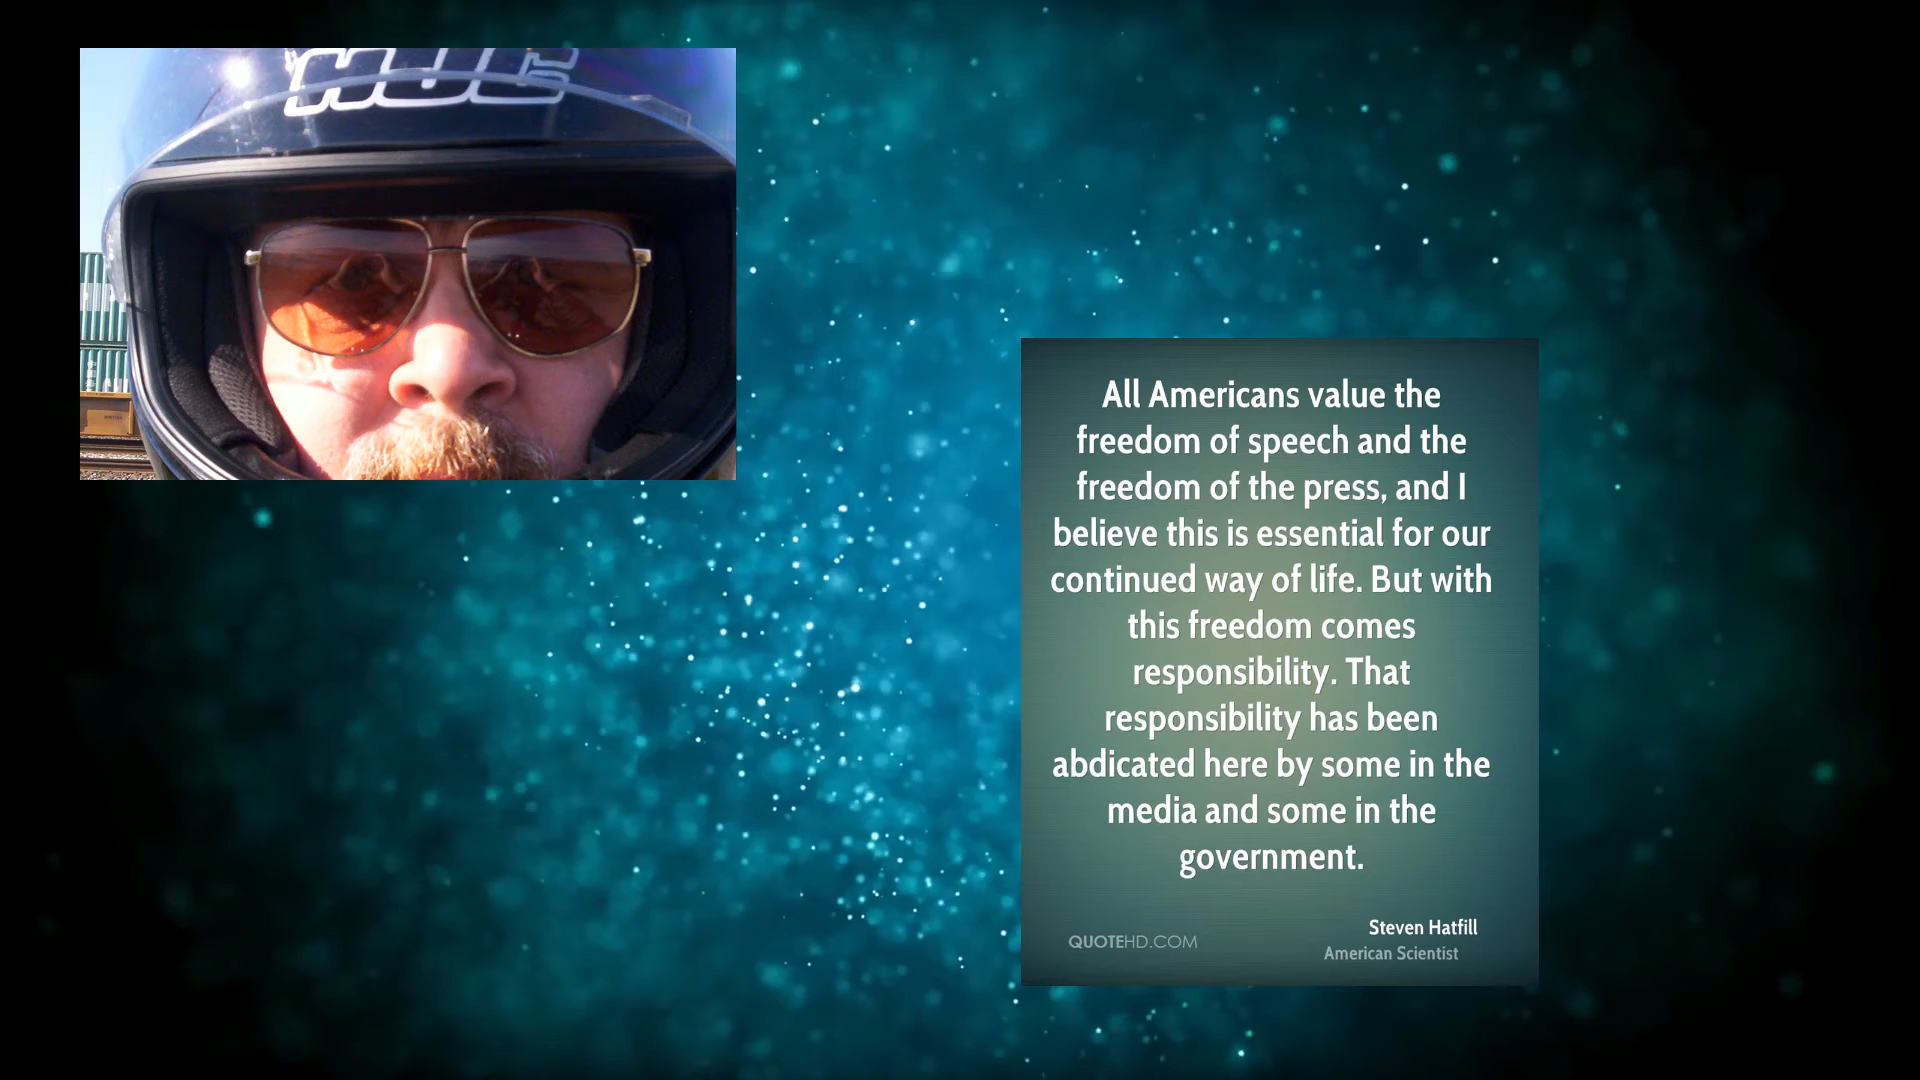 HJC
All Americans value the
freedom of speech and the
freedom of the press, and I
believe this is essential for our
continued way of life. But with
this freedom comes
responsibility. That
responsibility has been
abdicated here by some in the
media and some in the
government.
Steven Hatfill
QUOTEHD.COM
American Scientist